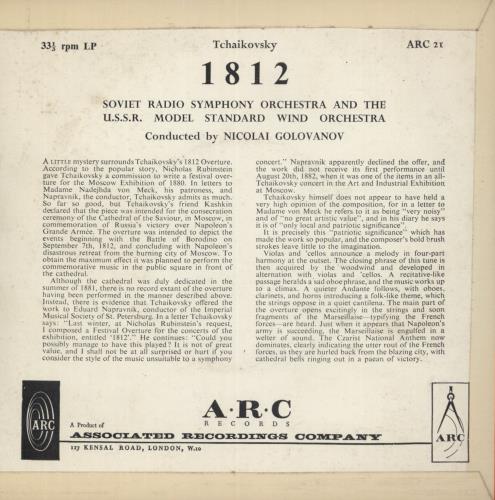 33⅓ rpm LP
Tchaikovsky
ARC 21
1812
SOVIET RADIO SYMPHONY ORCHESTRA AND THE
U.S.S.R. MODEL STANDARD WIND ORCHESTRA
Conducted by NICOLAI GOLOVANOV
A LITTLE mystery surrounds Tchaikovsky's 1812 Overture.
According to the popular story, Nicholas Rubinstein
gave Tchaikovsky a commission to write a festival over-
ture for the Moscow Exhibition of 1880. In letters to
Madame Nadejhda von Meck, his patroness, and
Napravnik, the conductor, Tchaikovsky admits as much.
So far so good, but Tchaikovsky's friend Kashkin
declared that the piece was intended for the consecration
ceremony of the Cathedral of the Saviour, in Moscow, in
commemoration of Russia's victory over Napoleon's
Grande Armée. The overture was intended to depict the
events beginning with the Battle of Borodino on
September 7th, 1812, and concluding with Napoleon's
disastrous retreat from the burning city of Moscow. To
obtain the maximum effect it was planned to perform the
commemorative music in the public square in front of
the cathedral.
Although the cathedral was duly dedicated in the
summer of 1881, there is no record extant of the overture
having been performed in the manner described above.
Instead, there is evidence that Tchaikovsky offered the
work to Eduard Napravnik, conductor of the Imperial
Musical Society of St. Petersburg. In a letter Tchaikovsky
says: "Last winter, at Nicholas Rubinstein's request,
I composed a Festival Overture for the concerts of the
exhibition, entitled '1812'." He continues: "Could you
possibly manage to have this played? It is not of great
value, and I shall not be at all surprised or hurt if you
consider the style of the music unsuitable to a symphony
concert." Napravnik apparently declined the offer, and
the work did not receive its first performance until
August 20th, 1882, when it was one of the items in an all-
Tchaikovsky concert in the Art and Industrial Exhibition
at Moscow.
Tchaikovsky himself does not appear to have held a
very high opinion of the composition, for in a letter to
Madame von Meck he refers to it as being "very noisy"
and of "no great artistic value", and in his diary he says
it is of "only local and patriotic significance".
It is precisely this "patriotic significance" which has
made the work so popular, and the composer's bold brush
strokes leave little to the imagination.
Violas and 'cellos announce a melody in four-part
harmony at the outset. The closing phrase of this tune is
then acquired by the woodwind and developed in
alternation with violas and 'cellos. A recitative-like
passage heralds a sad oboe phrase, and the music works up
to a climax. A quieter Andante follows, with oboes,
clarinets, and horns introducing a folk-like theme, which
the strings oppose in a quiet cantilena. The main part of
the overture opens excitingly in the strings and soon
fragments of the Marseillaise—typifying the French
forces—are heard. Just when it appears that Napoleon's
army is succeeding, the Marseillaise is engulfed in a
welter of sound. The Czarist National Anthem now
dominates, clearly indicating the utter rout of the French
forces, as they are hurled back from the blazing city, with
cathedral bells ringing out in a paean of victory.
ARC
A·R·C
RECORDS
A Product of
ASSOCIATED RECORDINGS COMPANY
127 KENSAL ROAD, LONDON, W.10
ARC